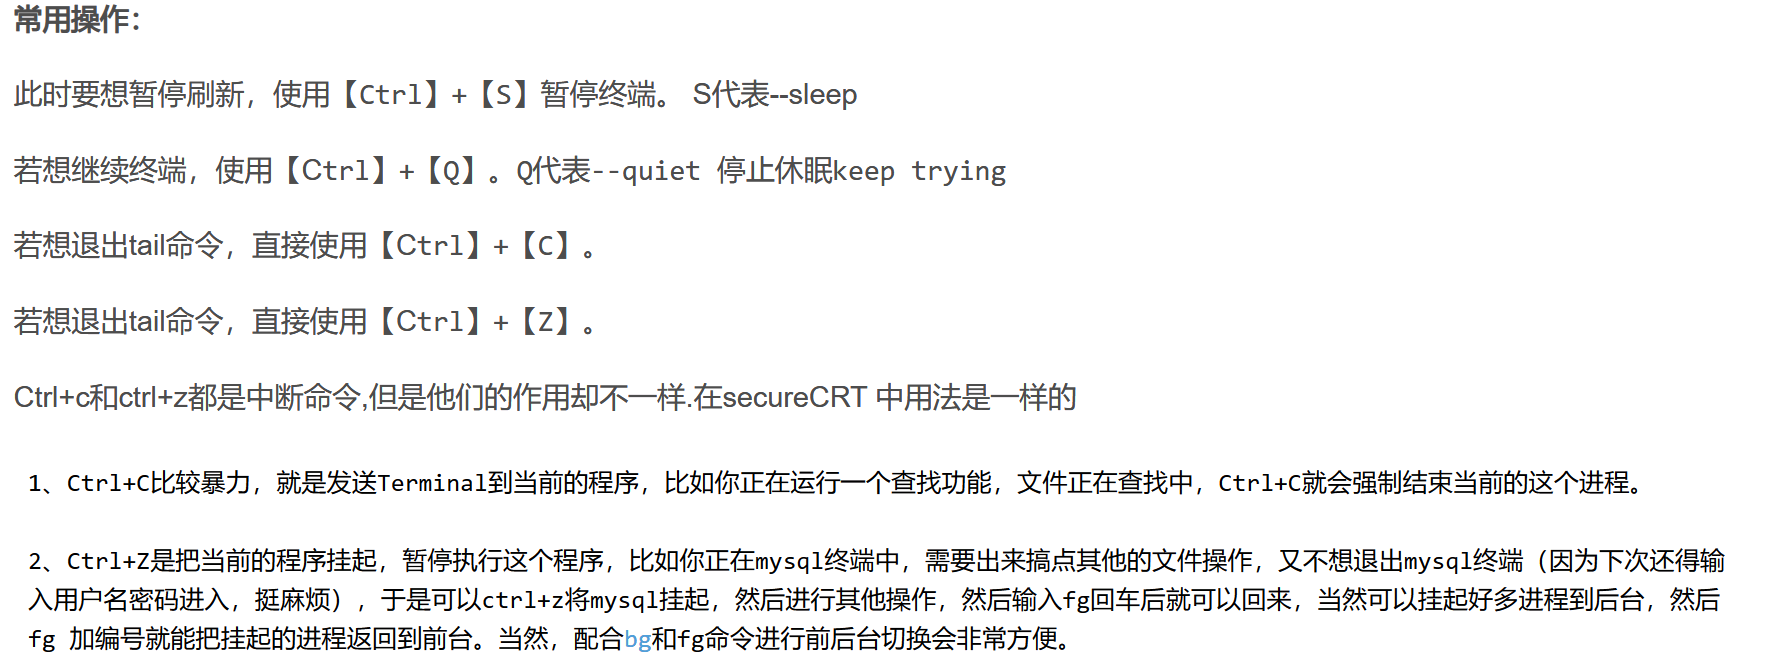 常用操作：
此时要想暂停刷新，使用【Ctrl】+【S】暂停终端。 S代表--sleep
若想继续终端，使用【Ctrl】+【Q】。Q代表--quiet 停止休眠keep trying
若想退出tail命令，直接使用【Ctrl】+【C】。
若想退出tail命令，直接使用【Ctrl】+【Z】。
Ctrl+c和ctrl+z都是中断命令,但是他们的作用却不一样.在secureCRT 中用法是一样的
1、Ctrl+C比较暴力，就是发送Terminal到当前的程序，比如你正在运行一个查找功能，文件正在查找中，Ctrl+C就会强制结束当前的这个进程。
2、Ctrl+Z是把当前的程序挂起，暂停执行这个程序，比如你正在mysql终端中，需要出来搞点其他的文件操作，又不想退出mysql终端（因为下次还得输
入用户名密码进入，挺麻烦），于是可以ctrl+z将mysql挂起，然后进行其他操作，然后输入fg回车后就可以回来，当然可以挂起好多进程到后台，然后
fg 加编号就能把挂起的进程返回到前台。当然，配合bg和fg命令进行前后台切换会非常方便。